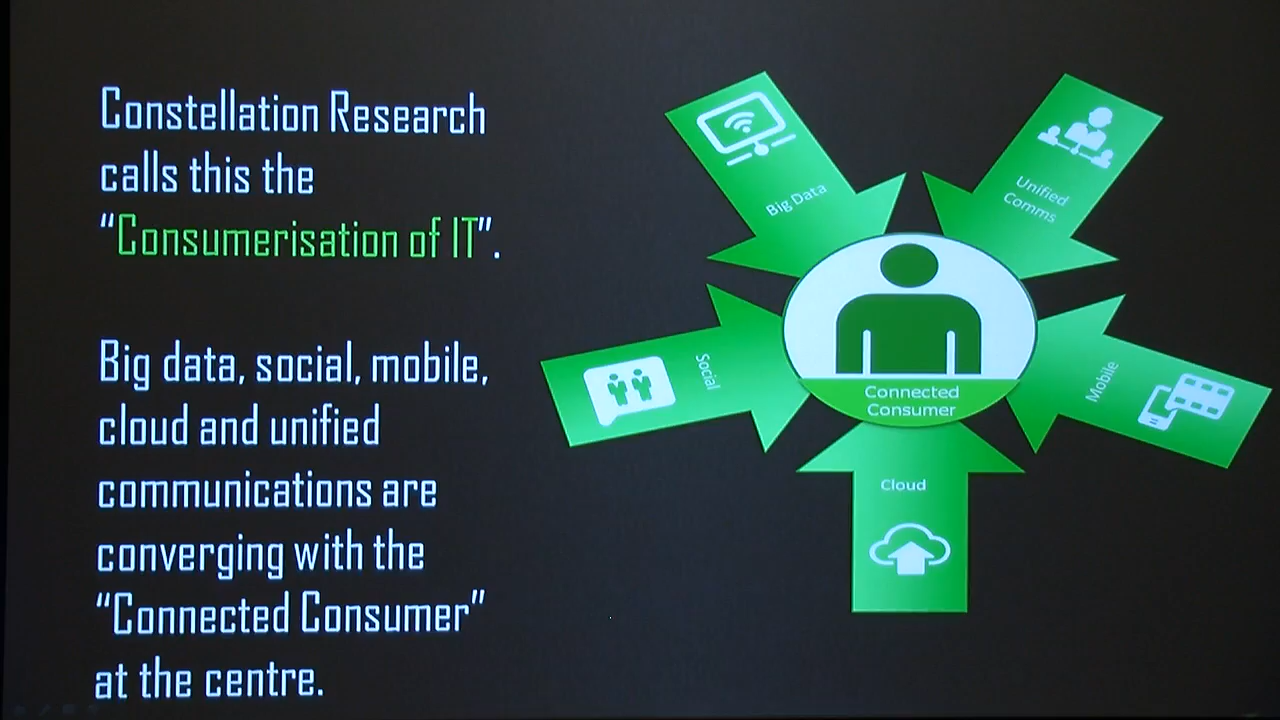 Constellation Research
calls this the
“Consumerisation of IT”.
Big data, social, mobile,
cloud and unified
communications are
converging with the
“Connected Consumer”
at the centre.
Big Data
Unified
Comms
Social
Mobile
Connected
Consumer
Cloud